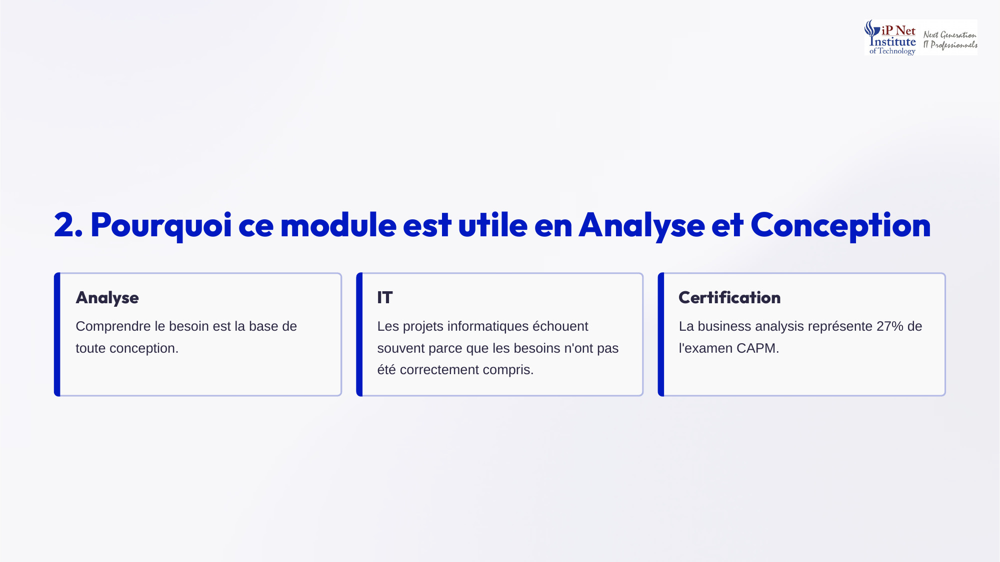 iP Net
Institute
of Technology
Next Generation
IT Professionnels
2. Pourquoi ce module est utile en Analyse et Conception
Analyse
Comprendre le besoin est la base de
toute conception.
IT
Les projets informatiques échouent
souvent parce que les besoins n'ont pas
été correctement compris.
Certification
La business analysis représente 27% de
l'examen CAPM.